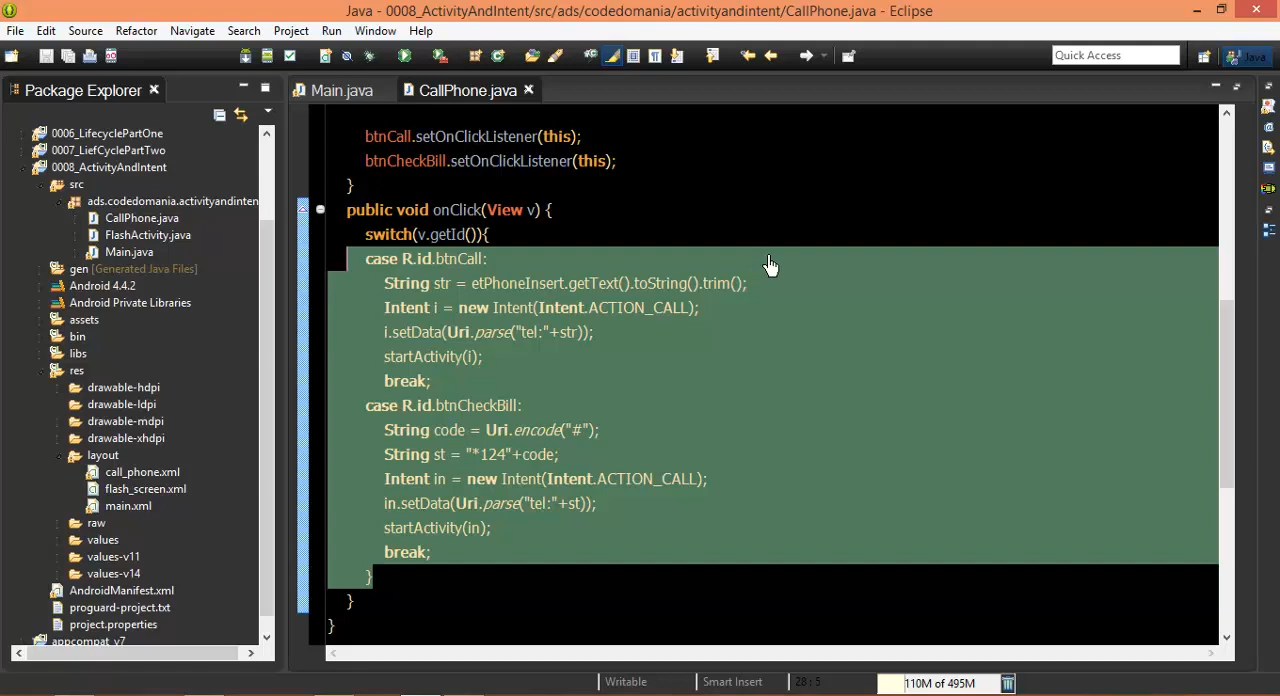 Java - 0008_ActivityAndIntent/src/ads/codedomania/activityandintent/CallPhone.java - Eclipse
File Edit Source Refactor Navigate Search Project Run Window Help
Quick Access
Java
Package Explorer
Main.java
CallPhone.java
0006_LifecyclePartOne
0007_LiefCyclePartTwo
0008_ActivityAndIntent
src
ads.codedomania.activityandinten
CallPhone.java
FlashActivity.java
Main.java
gen [Generated Java Files]
Android 4.4.2
Android Private Libraries
assets
bin
libs
res
drawable-hdpi
drawable-ldpi
drawable-mdpi
drawable-xhdpi
layout
call_phone.xml
flash_screen.xml
main.xml
raw
values
values-v11
values-v14
AndroidManifest.xml
proguard-project.txt
project.properties
appcompat_v7
btnCall.setOnClickListener(this);
btnCheckBill.setOnClickListener(this);
}
public void onClick(View v) {
switch(v.getId()){
case R.id.btnCall:
String str = etPhoneInsert.getText().toString().trim();
Intent i = new Intent(Intent.ACTION_CALL);
i.setData(Uri.parse("tel:"+str));
startActivity(i);
break;
case R.id.btnCheckBill:
String code = Uri.encode("#");
String st = "*124"+code;
Intent in = new Intent(Intent.ACTION_CALL);
in.setData(Uri.parse("tel:"+st));
startActivity(in);
break;
}
}
}
Writable
Smart Insert
28 : 5
110M of 495M